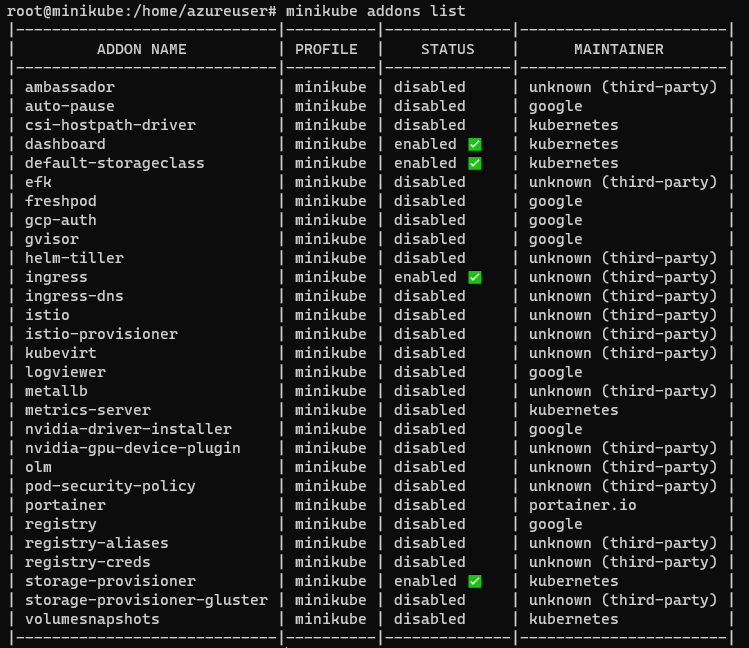 root@minikube:/home/azureuser# minikube addons list
|-----------------------------|----------|--------------|-----------------------|
| ADDON NAME | PROFILE | STATUS | MAINTAINER |
|-----------------------------|----------|--------------|-----------------------|
| ambassador | minikube | disabled | unknown (third-party) |
| auto-pause | minikube | disabled | google |
| csi-hostpath-driver | minikube | disabled | kubernetes |
| dashboard | minikube | enabled ✅ | kubernetes |
| default-storageclass | minikube | enabled ✅ | kubernetes |
| efk | minikube | disabled | unknown (third-party) |
| freshpod | minikube | disabled | google |
| gcp-auth | minikube | disabled | google |
| gvisor | minikube | disabled | google |
| helm-tiller | minikube | disabled | unknown (third-party) |
| ingress | minikube | enabled ✅ | unknown (third-party) |
| ingress-dns | minikube | disabled | unknown (third-party) |
| istio | minikube | disabled | unknown (third-party) |
| istio-provisioner | minikube | disabled | unknown (third-party) |
| kubevirt | minikube | disabled | unknown (third-party) |
| logviewer | minikube | disabled | google |
| metallb | minikube | disabled | unknown (third-party) |
| metrics-server | minikube | disabled | kubernetes |
| nvidia-driver-installer | minikube | disabled | google |
| nvidia-gpu-device-plugin | minikube | disabled | unknown (third-party) |
| olm | minikube | disabled | unknown (third-party) |
| pod-security-policy | minikube | disabled | unknown (third-party) |
| portainer | minikube | disabled | portainer.io |
| registry | minikube | disabled | google |
| registry-aliases | minikube | disabled | unknown (third-party) |
| registry-creds | minikube | disabled | unknown (third-party) |
| storage-provisioner | minikube | enabled ✅ | kubernetes |
| storage-provisioner-gluster | minikube | disabled | unknown (third-party) |
| volumesnapshots | minikube | disabled | kubernetes |
|-----------------------------|----------|--------------|-----------------------|